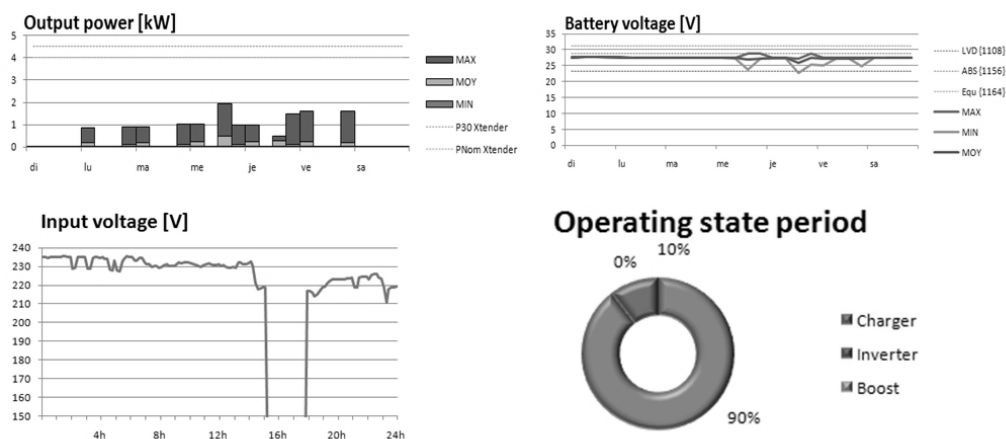 Output power [kW]
5
4
3
2
1
0
di
lu
ma
me
je
ve
sa
MAX
MOY
MIN
P30 Xtender
PNom Xtender
Battery voltage [V]
35
30
25
20
15
10
5
0
di
lu
ma
me
je
ve
sa
LVD {1108}
ABS {1156}
Equ {1164}
MAX
MIN
MOY
Input voltage [V]
240
230
220
210
200
190
180
170
160
150
4h
8h
12h
16h
20h
24h
Operating state period
0%
10%
90%
Charger
Inverter
Boost